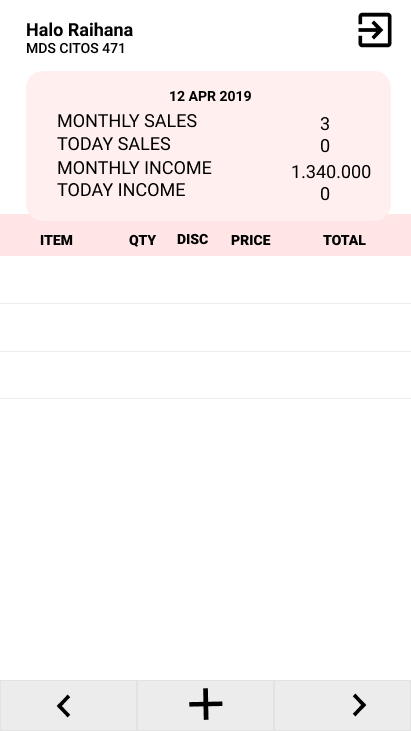 Halo Raihana
MDS CITOS 471
12 APR 2019
MONTHLY SALES 3
TODAY SALES 0
MONTHLY INCOME 1.340.000
TODAY INCOME 0
ITEM QTY DISC PRICE TOTAL